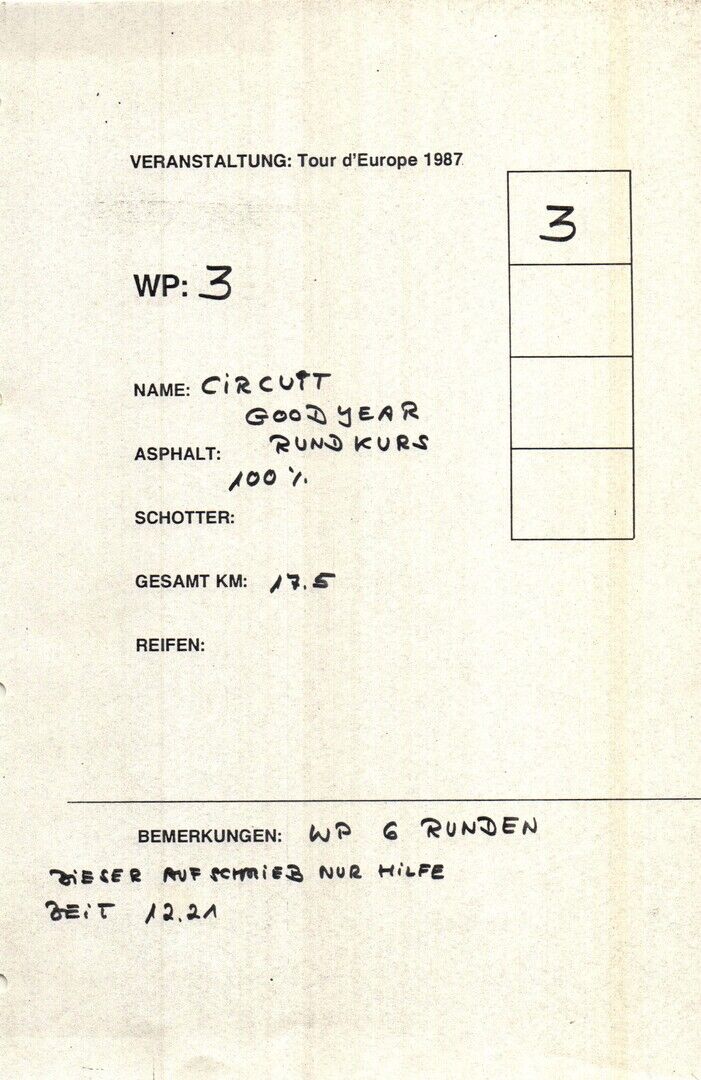 VERANSTALTUNG: Tour d'Europe 1987
3
WP: 3
NAME: CIRCUIT
GOODYEAR
RUNDKURS
ASPHALT:
100 %
SCHOTTER:
GESAMT KM: 17.5
REIFEN:
BEMERKUNGEN: WP 6 RUNDEN
DIESER AUFSCHRIEB NUR HILFE
ZEIT 12.21